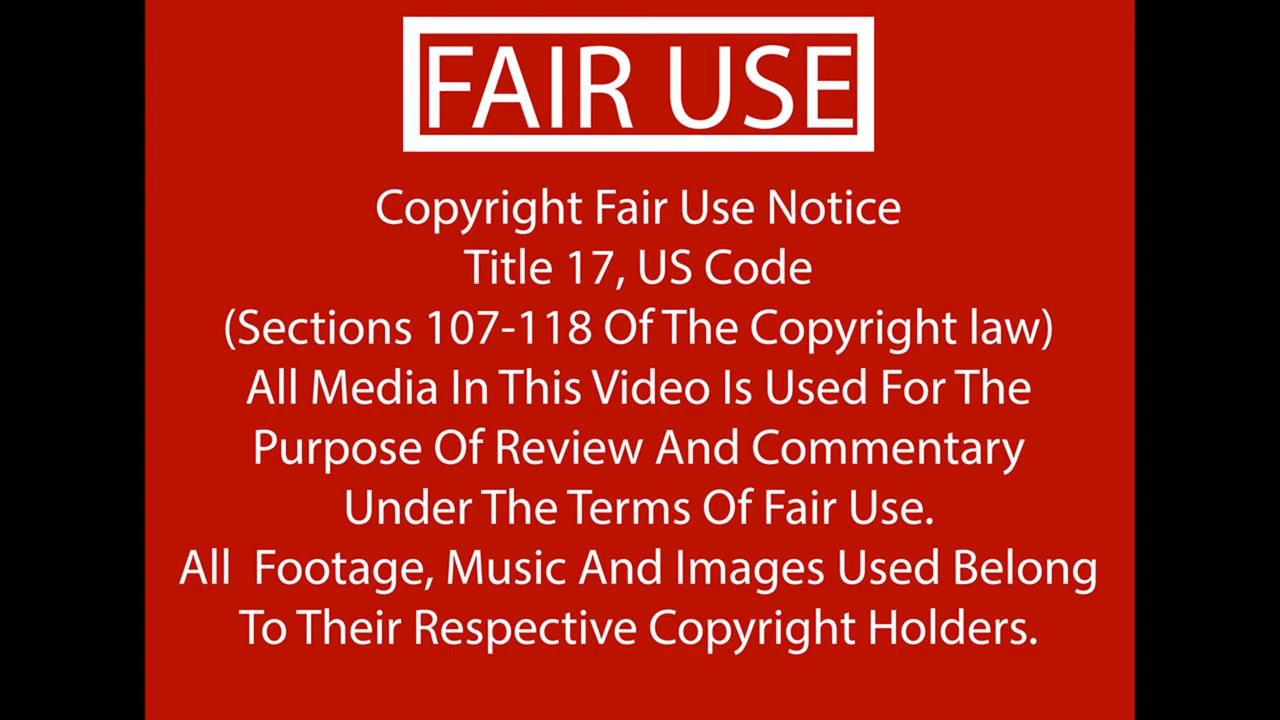 FAIR USE
Copyright Fair Use Notice
Title 17, US Code
(Sections 107-118 Of The Copyright law)
All Media In This Video Is Used For The
Purpose Of Review And Commentary
Under The Terms Of Fair Use.
All  Footage, Music And Images Used Belong
To Their Respective Copyright Holders.